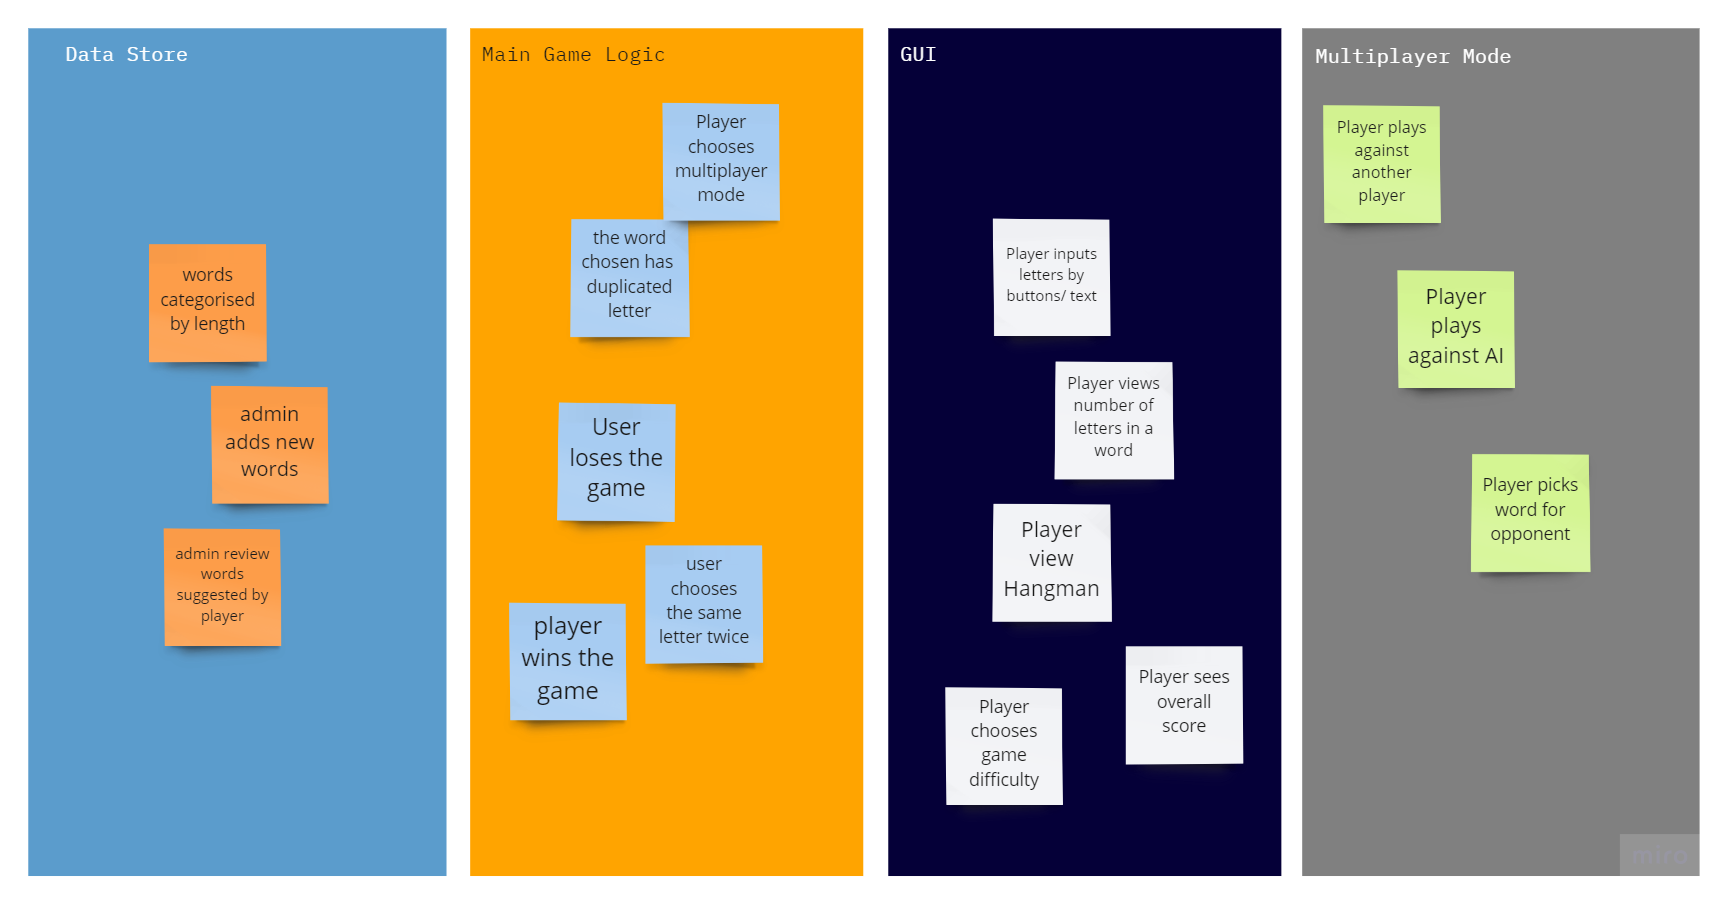 Data Store
words
categorised
by length
admin
adds new
words
admin review
words
suggested by
player
Main Game Logic
Player
chooses
multiplayer
mode
the word
chosen has
duplicated
letter
User
loses the
game
user
chooses
the same
letter twice
player
wins the
game
GUI
Player inputs
letters by
buttons/ text
Player views
number of
letters in a
word
Player
view
Hangman
Player sees
overall
score
Player
chooses
game
difficulty
Multiplayer Mode
Player plays
against
another
player
Player
plays
against AI
Player picks
word for
opponent
miro